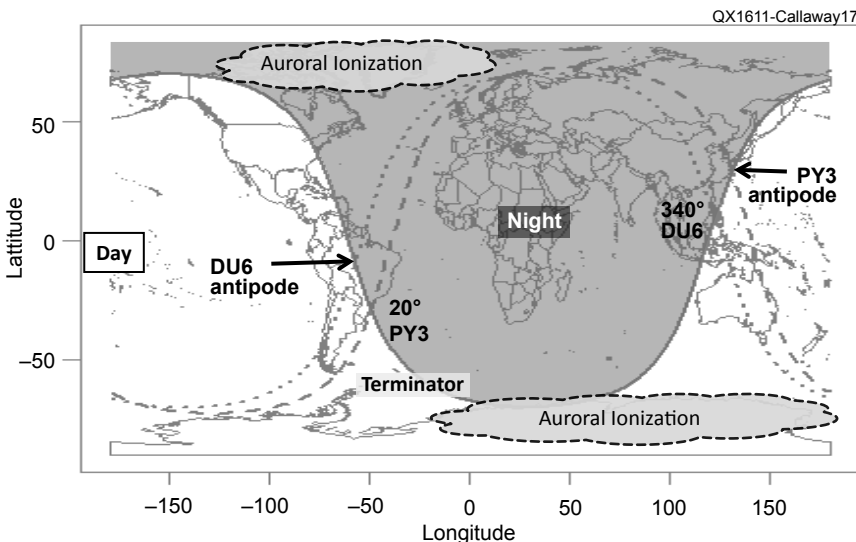 QX1611-Callaway17
Auroral Ionization
50
PY3
antipode
340°
DU6
Night
Lattitude
0
Day
DU6
antipode
20°
PY3
–50
Terminator
Auroral Ionization
–150
–100
–50
0
50
100
150
Longitude